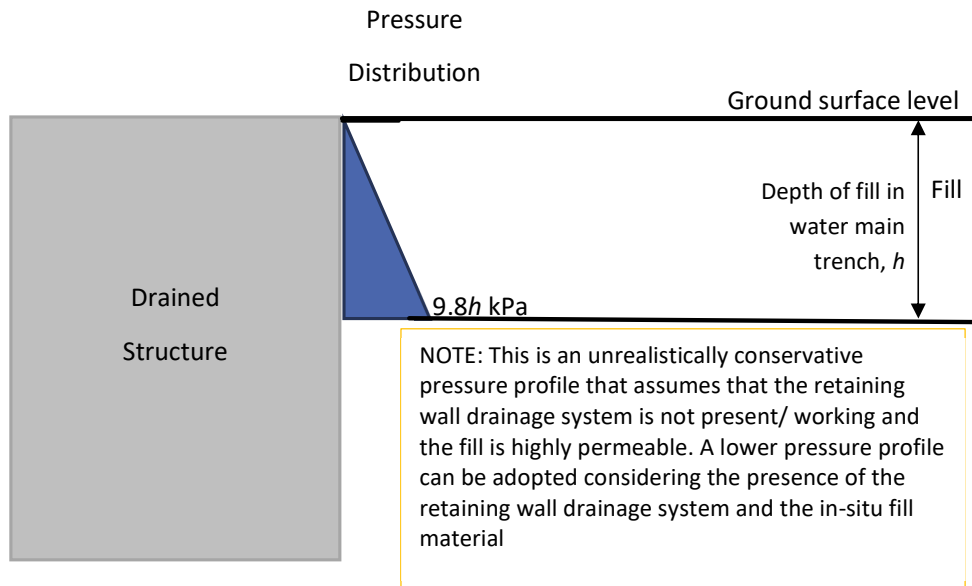 Pressure
Distribution
Ground surface level
Depth of fill in
water main
trench, h
Fill
Drained
Structure
9.8h kPa
NOTE: This is an unrealistically conservative
pressure profile that assumes that the retaining
wall drainage system is not present/ working and
the fill is highly permeable. A lower pressure profile
can be adopted considering the presence of the
retaining wall drainage system and the in-situ fill
material